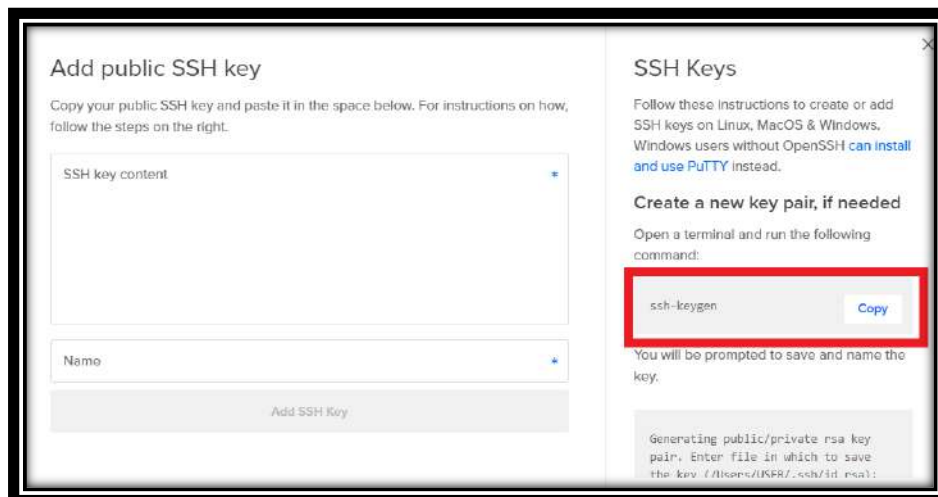 Add public SSH key
Copy your public SSH key and paste it in the space below. For instructions on how,
follow the steps on the right.
SSH key content *
Name *
Add SSH Key
SSH Keys
Follow these instructions to create or add
SSH keys on Linux, MacOS & Windows.
Windows users without OpenSSH can install
and use PuTTY instead.
Create a new key pair, if needed
Open a terminal and run the following
command:
ssh-keygen Copy
You will be prompted to save and name the
key.
Generating public/private rsa key
pair. Enter file in which to save
the key (/Users/USER/.ssh/id_rsa):